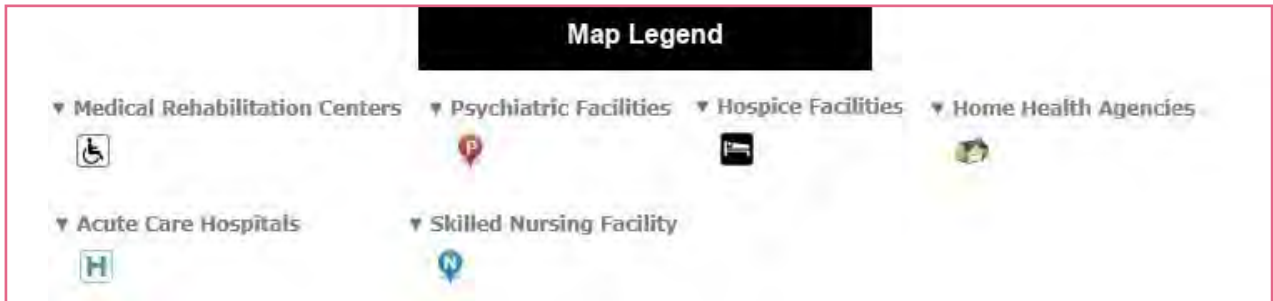 Map Legend
▼ Medical Rehabilitation Centers ▼ Psychiatric Facilities ▼ Hospice Facilities ▼ Home Health Agencies
P
▼ Acute Care Hospitals ▼ Skilled Nursing Facility
H N